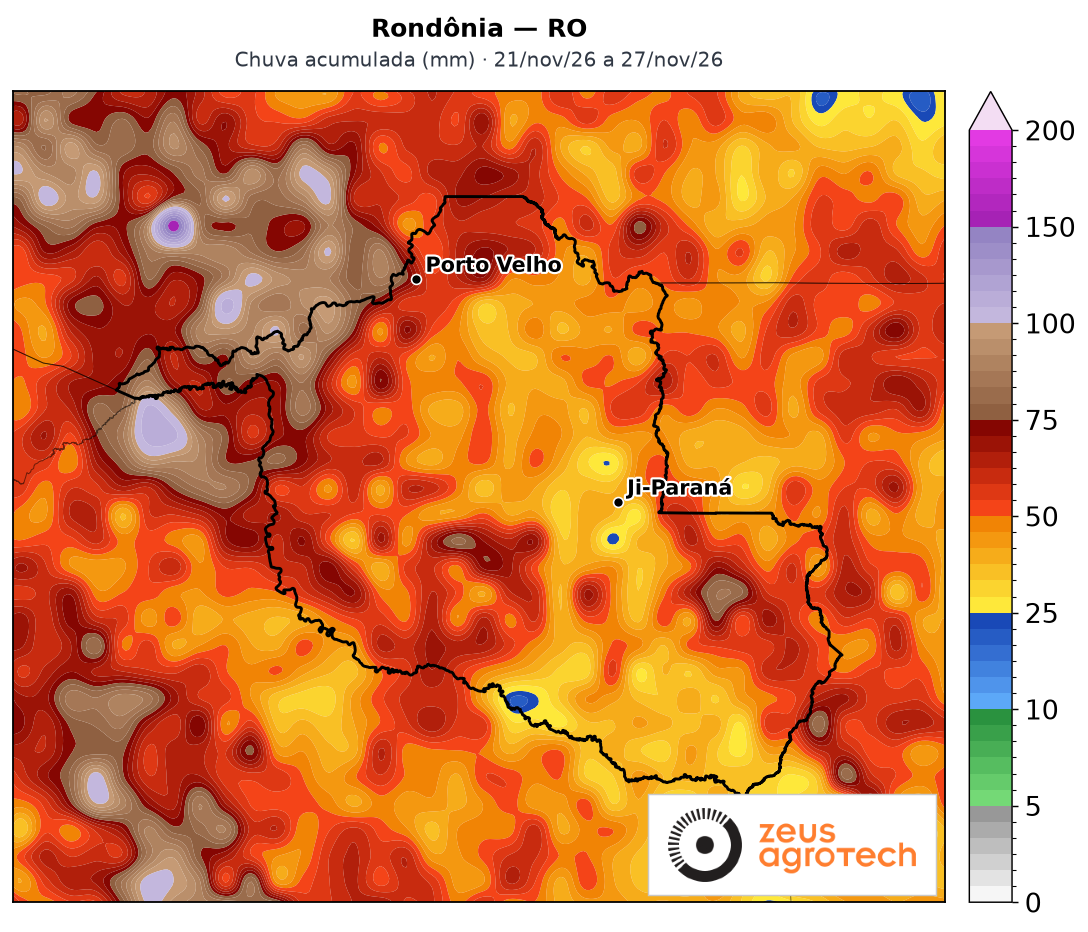 Rondônia — RO
Chuva acumulada (mm) · 21/nov/26 a 27/nov/26
Porto Velho
Ji-Paraná
200
150
100
75
50
25
10
5
0
zeus
agrotech